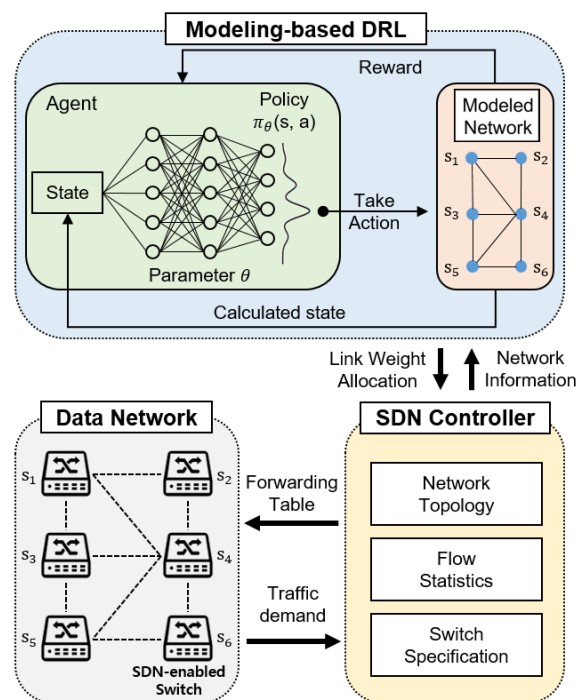 Modeling-based DRL
Reward
Agent
Policy
π_θ(s, a)
State
Parameter θ
Take
Action
Modeled
Network
s₁
s₂
s₃
s₄
s₅
s₆
Calculated state
Link Weight
Allocation
Network
Information
Data Network
s₁
s₂
s₃
s₄
s₅
s₆
SDN-enabled
Switch
Forwarding
Table
Traffic
demand
SDN Controller
Network
Topology
Flow
Statistics
Switch
Specification